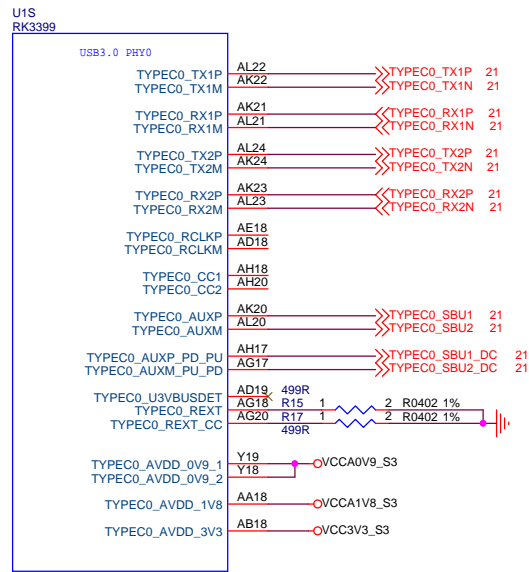 U1S
RK3399
USB3.0 PHY0
TYPEC0_TX1P AL22 TYPEC0_TX1P 21
TYPEC0_TX1M AK22 TYPEC0_TX1N 21
TYPEC0_RX1P AK21 TYPEC0_RX1P 21
TYPEC0_RX1M AL21 TYPEC0_RX1N 21
TYPEC0_TX2P AL24 TYPEC0_TX2P 21
TYPEC0_TX2M AK24 TYPEC0_TX2N 21
TYPEC0_RX2P AK23 TYPEC0_RX2P 21
TYPEC0_RX2M AL23 TYPEC0_RX2N 21
TYPEC0_RCLKP AE18
TYPEC0_RCLKM AD18
TYPEC0_CC1 AH18
TYPEC0_CC2 AH20
TYPEC0_AUXP AK20 TYPEC0_SBU1 21
TYPEC0_AUXM AL20 TYPEC0_SBU2 21
TYPEC0_AUXP_PD_PU AH17 TYPEC0_SBU1_DC 21
TYPEC0_AUXM_PU_PD AG17 TYPEC0_SBU2_DC 21
TYPEC0_U3VBUSDET AD19 499R
TYPEC0_REXT AG18 R15 1 2 R0402 1%
TYPEC0_REXT_CC AG20 R17 1 2 R0402 1%
499R
TYPEC0_AVDD_0V9_1 Y19 VCCA0V9_S3
TYPEC0_AVDD_0V9_2 Y18
TYPEC0_AVDD_1V8 AA18 VCCA1V8_S3
TYPEC0_AVDD_3V3 AB18 VCC3V3_S3